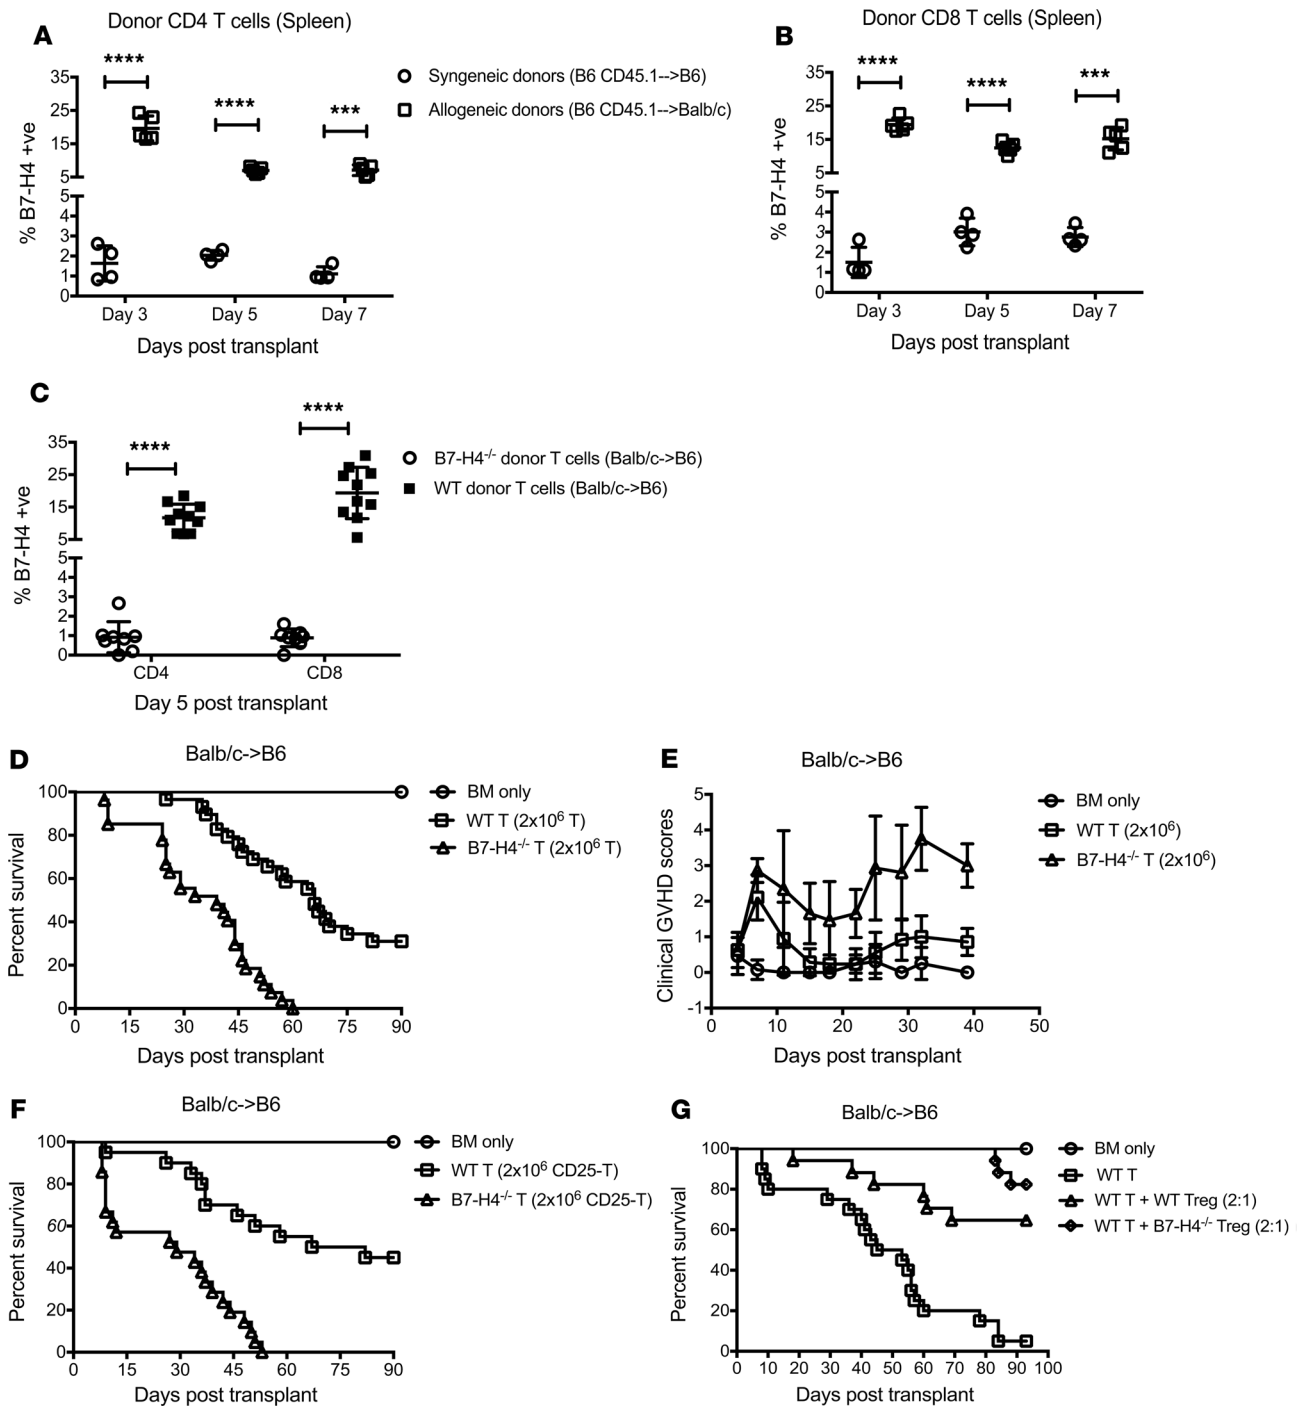 A
Donor CD4 T cells (Spleen)
% B7-H4 +ve
35
25
15
5
5
4
3
2
1
0
****
****
***
Day 3
Day 5
Day 7
Days post transplant
Syngeneic donors (B6 CD45.1-->B6)
Allogeneic donors (B6 CD45.1-->Balb/c)
B
Donor CD8 T cells (Spleen)
% B7-H4 +ve
35
25
15
5
5
4
3
2
1
0
****
****
***
Day 3
Day 5
Day 7
Days post transplant
C
% B7-H4 +ve
35
25
15
5
5
4
3
2
1
0
****
****
CD4
CD8
Day 5 post transplant
B7-H4-/- donor T cells (Balb/c->B6)
WT donor T cells (Balb/c->B6)
D
Balb/c->B6
Percent survival
100
80
60
40
20
0
0 15 30 45 60 75 90
Days post transplant
BM only
WT T (2x10⁶ T)
B7-H4-/- T (2x10⁶ T)
E
Balb/c->B6
Clinical GVHD scores
5
4
3
2
1
0
-1
0 10 20 30 40 50
Days post transplant
BM only
WT T (2x10⁶)
B7-H4-/- T (2x10⁶)
F
Balb/c->B6
Percent survival
100
80
60
40
20
0
0 15 30 45 60 75 90
Days post transplant
BM only
WT T (2x10⁶ CD25-T)
B7-H4-/- T (2x10⁶ CD25-T)
G
Balb/c->B6
Percent survival
100
80
60
40
20
0
0 10 20 30 40 50 60 70 80 90 100
Days post transplant
BM only
WT T
WT T + WT Treg (2:1)
WT T + B7-H4-/- Treg (2:1)